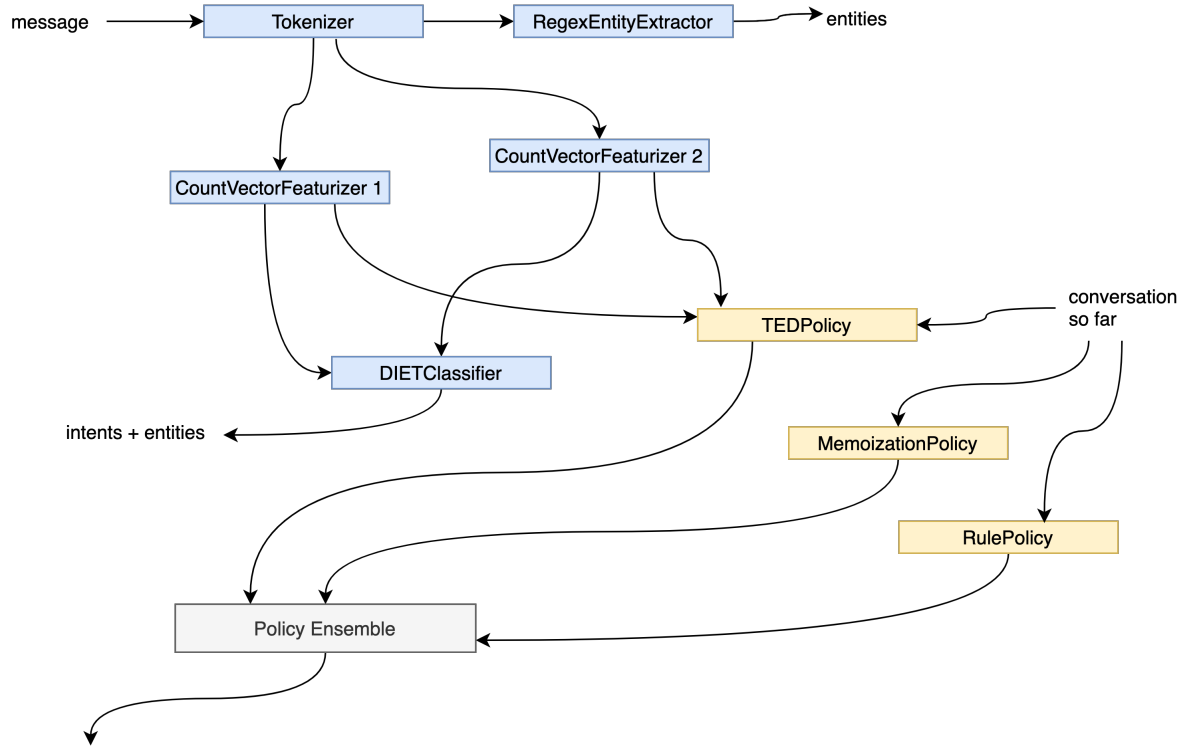 message
Tokenizer
RegexEntityExtractor
entities
CountVectorFeaturizer 2
CountVectorFeaturizer 1
conversation
so far
TEDPolicy
DIETClassifier
intents + entities
MemoizationPolicy
RulePolicy
Policy Ensemble